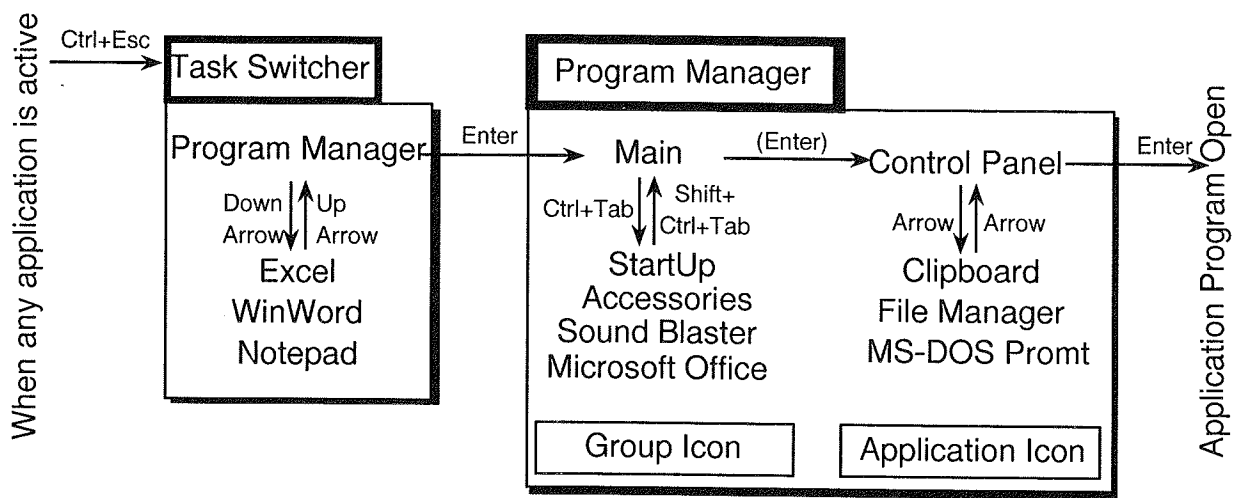 When any application is active
Ctrl+Esc
Task Switcher
Program Manager
Down
Arrow
Up
Arrow
Excel
WinWord
Notepad
Enter
Program Manager
Main
Ctrl+Tab
Shift+
Ctrl+Tab
StartUp
Accessories
Sound Blaster
Microsoft Office
Group Icon
(Enter)
Control Panel
Arrow
Arrow
Clipboard
File Manager
MS-DOS Promt
Application Icon
Enter
Application Program Open